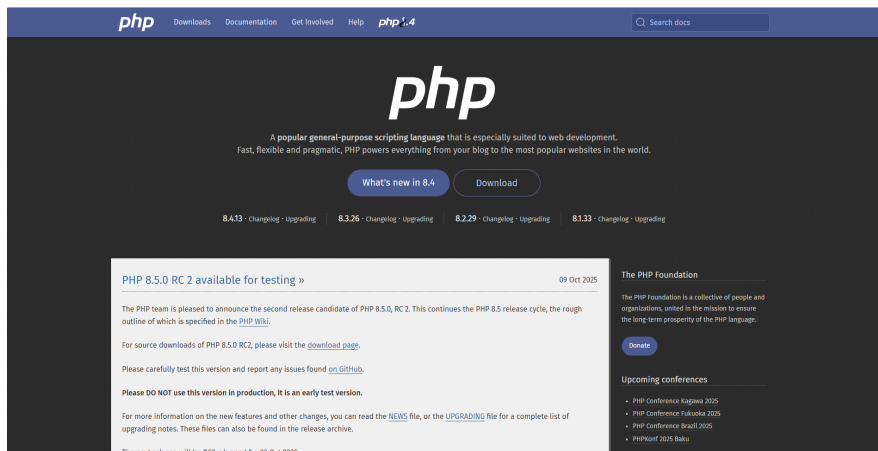 php
Downloads
Documentation
Get Involved
Help
php 8.4
Search docs
php
A popular general-purpose scripting language that is especially suited to web development.
Fast, flexible and pragmatic, PHP powers everything from your blog to the most popular websites in the world.
What's new in 8.4
Download
8.4.13 · Changelog · Upgrading
8.3.26 · Changelog · Upgrading
8.2.29 · Changelog · Upgrading
8.1.33 · Changelog · Upgrading
PHP 8.5.0 RC 2 available for testing »
09 Oct 2025
The PHP team is pleased to announce the second release candidate of PHP 8.5.0, RC 2. This continues the PHP 8.5 release cycle, the rough
outline of which is specified in the PHP Wiki.
For source downloads of PHP 8.5.0 RC2, please visit the download page.
Please carefully test this version and report any issues found on GitHub.
Please DO NOT use this version in production, it is an early test version.
For more information on the new features and other changes, you can read the NEWS file, or the UPGRADING file for a complete list of
upgrading notes. These files can also be found in the release archive.
The PHP Foundation
The PHP Foundation is a collective of people and
organizations, united in the mission to ensure
the long-term prosperity of the PHP language.
Donate
Upcoming conferences
PHP Conference Kagawa 2025
PHP Conference Fukuoka 2025
PHP Conference Brazil 2025
PHPKonf 2025 Baku